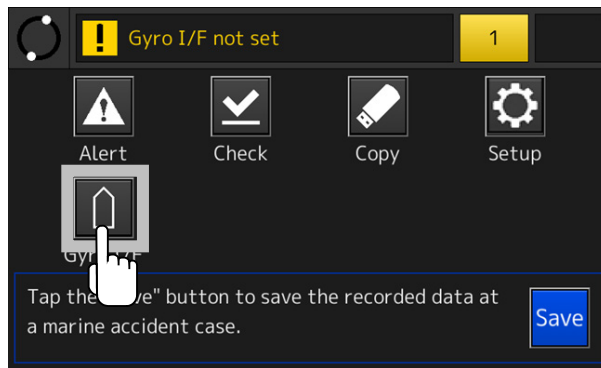 Gyro I/F not set
1
Alert
Check
Copy
Setup
Tap the button to save the recorded data at
a marine accident case.
Save